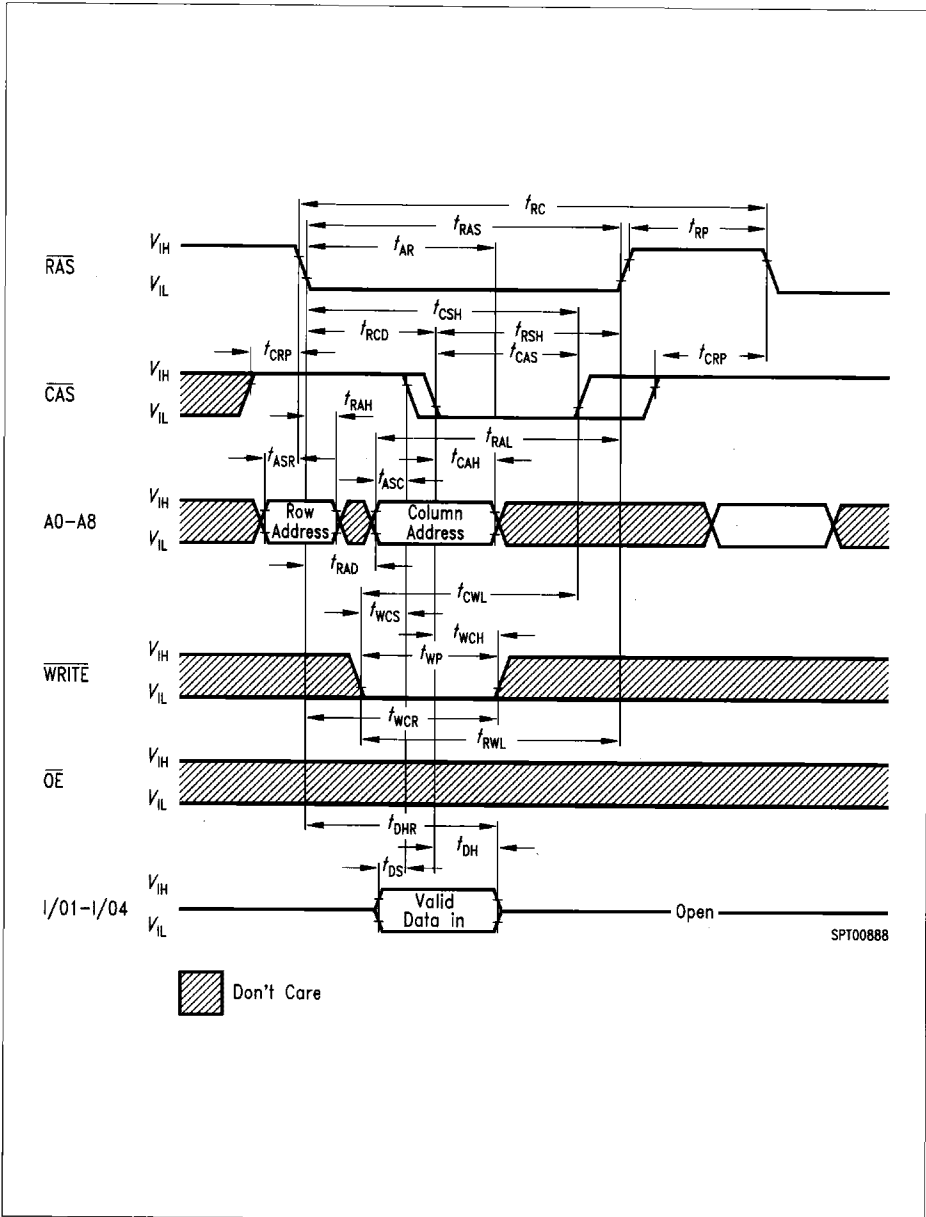 tRC
tRAS tRP
tAR
VIH
RAS
VIL
tCSH
tRCD tRSH
tCRP tCAS tCRP
VIH
CAS
VIL
tRAH
tRAL
tASR tCAH
tASC
VIH
A0-A8 Row Address Column Address
VIL
tRAD
tCWL
tWCS
tWCH
VIH
tWP
WRITE
VIL
tWCR
tRWL
VIH
OE
VIL
tDHR
tDH
tDS
VIH
I/01-I/04 Valid Data in Open
VIL
SPT00888
Don't Care